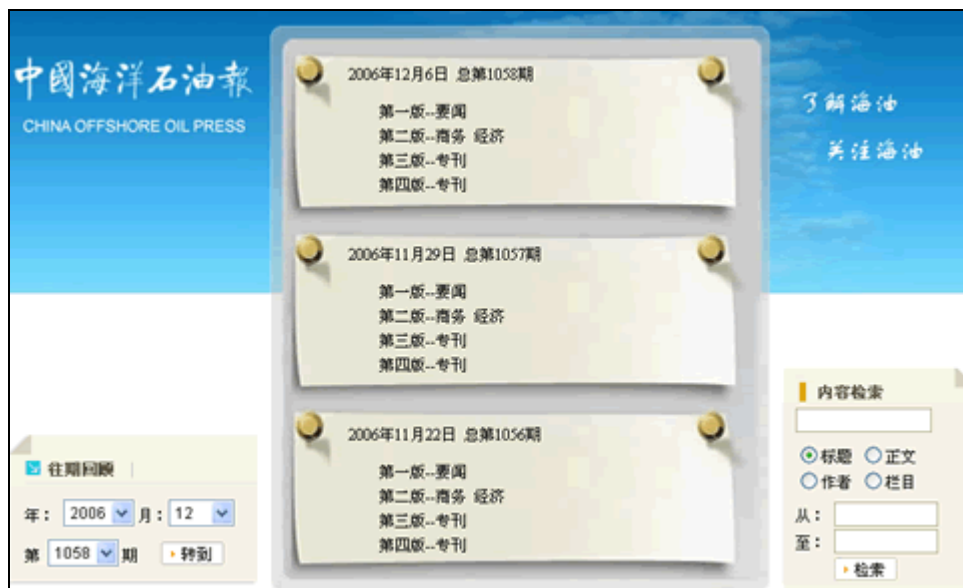 中國海洋石油報
CHINA OFFSHORE OIL PRESS
2006年12月6日 总第1058期
第一版--要闻
第二版--商务 经济
第三版--专刊
第四版--专刊
了解海油
关注海油
2006年11月29日 总第1057期
第一版--要闻
第二版--商务 经济
第三版--专刊
第四版--专刊
2006年11月22日 总第1056期
第一版--要闻
第二版--商务 经济
第三版--专刊
第四版--专刊
往期回顾
年: 2006 月: 12
第 1058 期 转到
内容检索
标题 正文
作者 栏目
从:
至:
检索